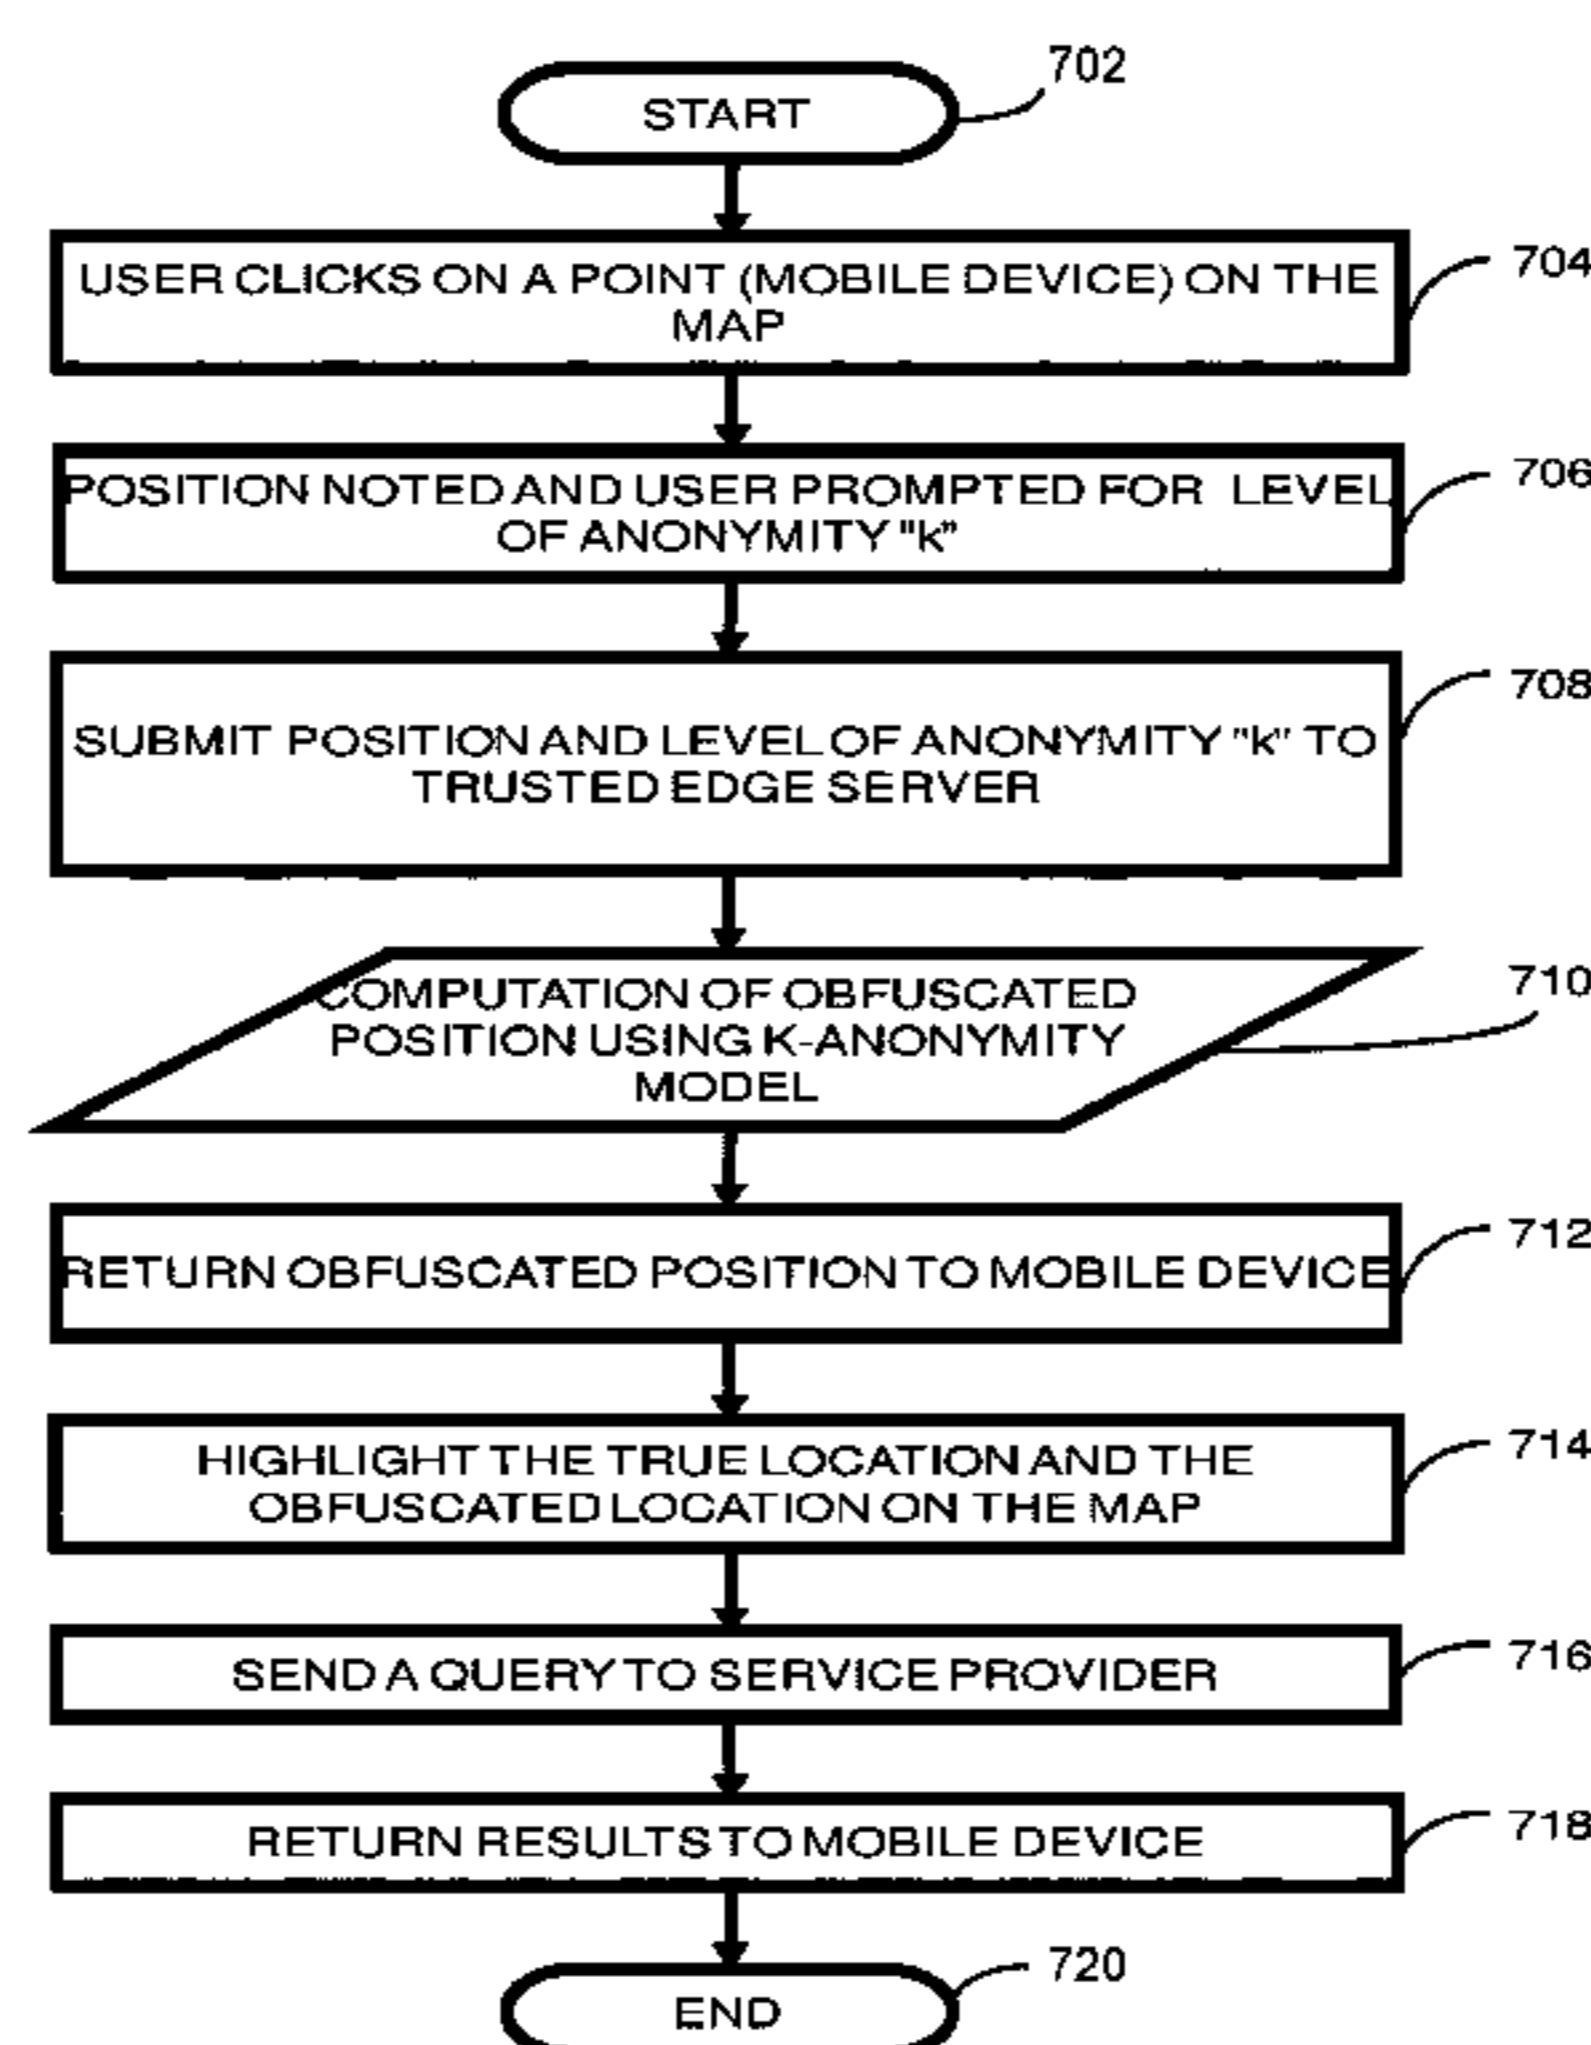 702
START
USER CLICKS ON A POINT (MOBILE DEVICE) ON THE
MAP
704
POSITION NOTED AND USER PROMPTED FOR LEVEL
OF ANONYMITY "k"
706
SUBMIT POSITION AND LEVEL OF ANONYMITY "k" TO
TRUSTED EDGE SERVER
708
COMPUTATION OF OBFUSCATED
POSITION USING K-ANONYMITY
MODEL
710
RETURN OBFUSCATED POSITION TO MOBILE DEVICE
712
HIGHLIGHT THE TRUE LOCATION AND THE
OBFUSCATED LOCATION ON THE MAP
714
SEND A QUERY TO SERVICE PROVIDER
716
RETURN RESULTS TO MOBILE DEVICE
718
720
END